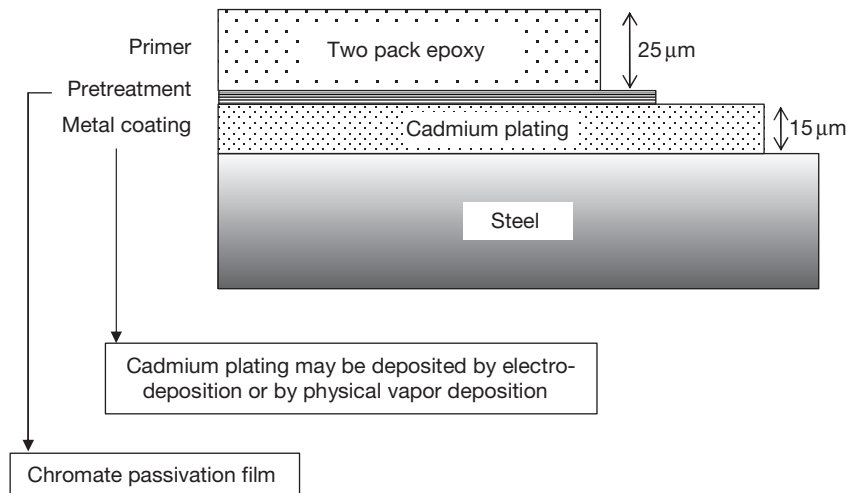 Primer
Two pack epoxy
25 µm
Pretreatment
Metal coating
Cadmium plating
15 µm
Steel
Cadmium plating may be deposited by electro-
deposition or by physical vapor deposition
Chromate passivation film